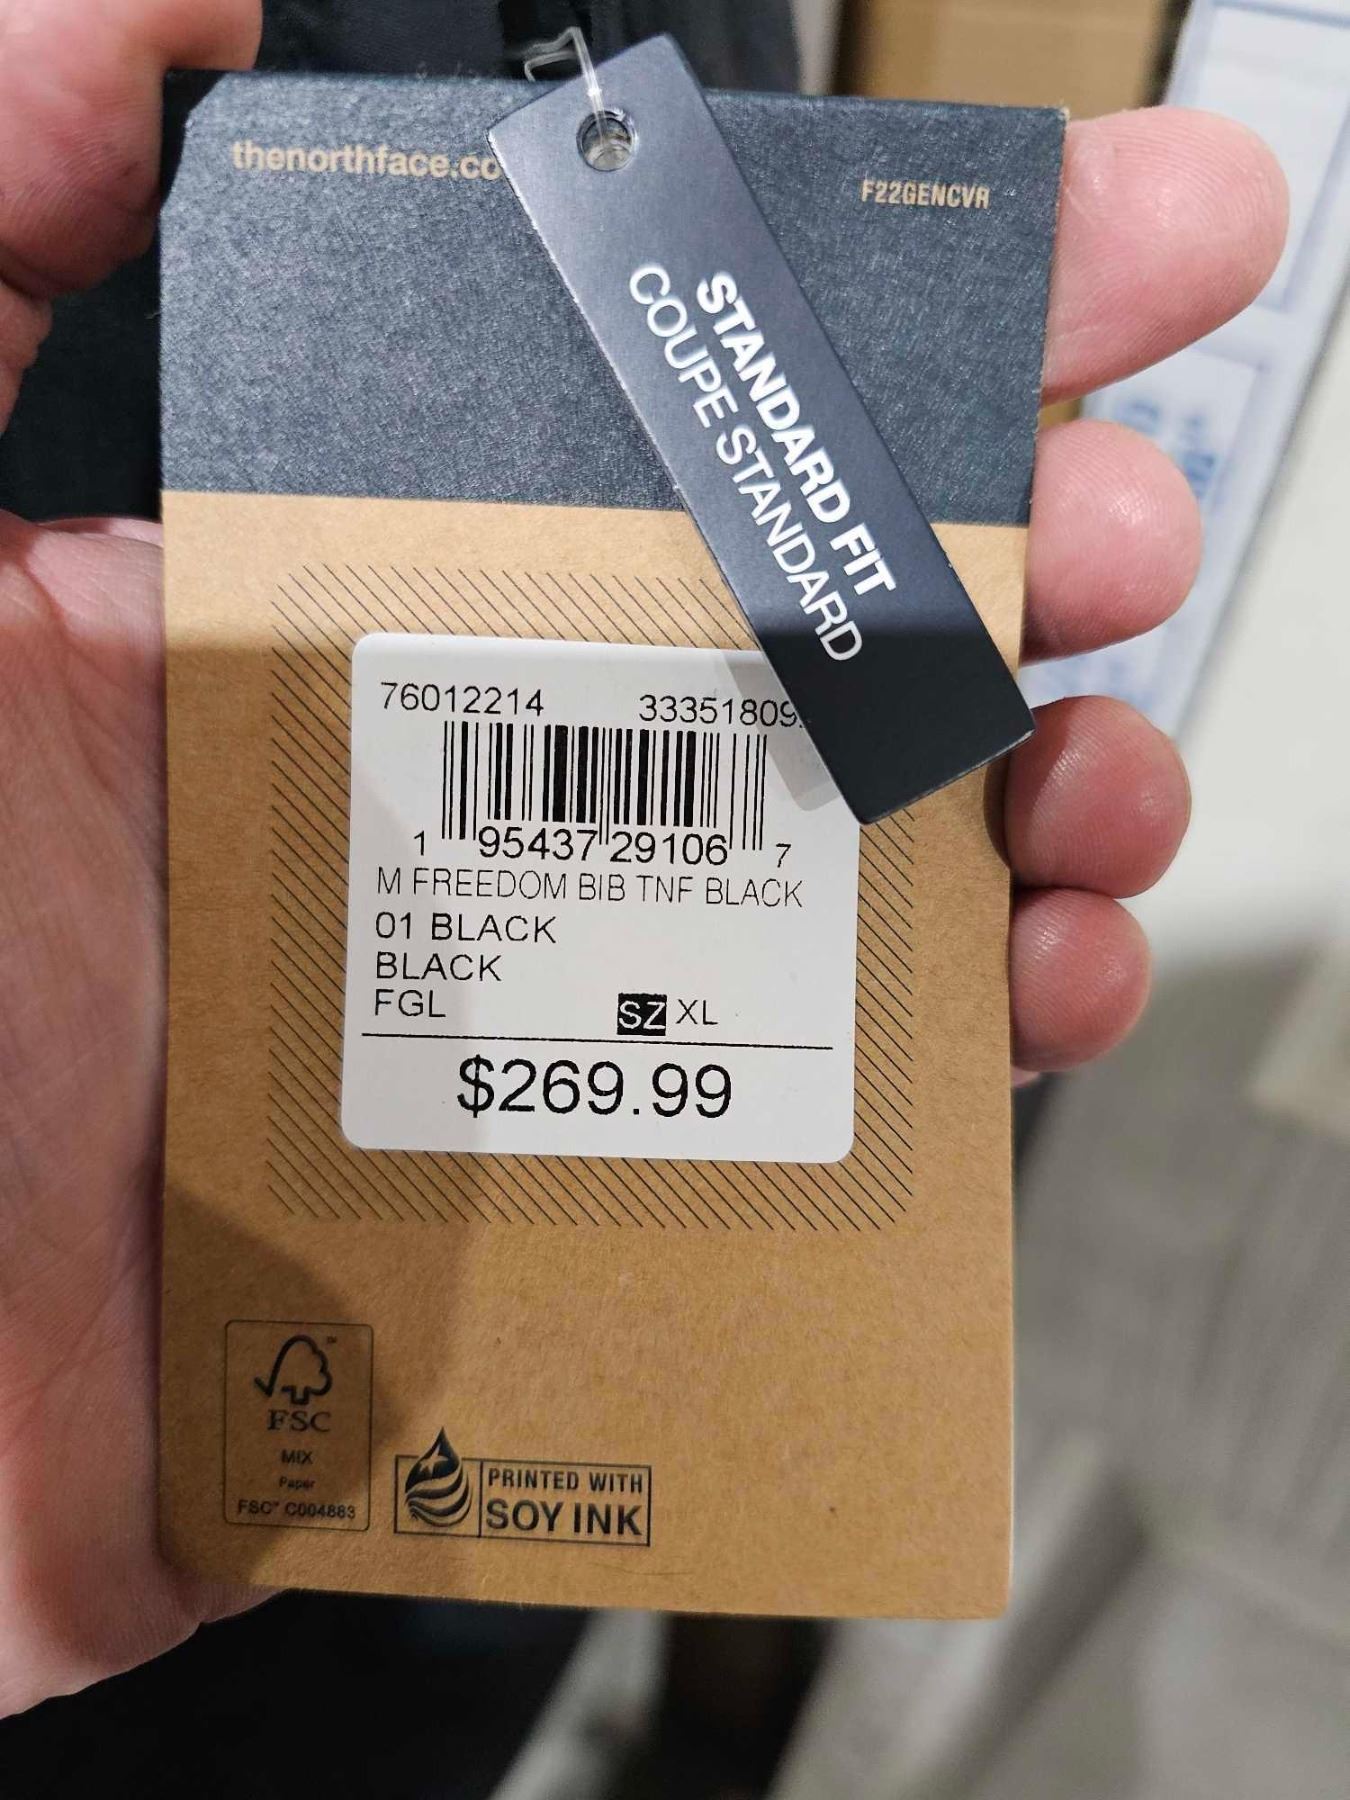 thenorthface.co
F22GENCVR
STANDARD FIT
COUPE STANDARD
76012214 33351809
1 95437 29106 7
M FREEDOM BIB TNF BLACK
01 BLACK
BLACK
FGL SZ XL
$269.99
FSC
MIX
Paper
FSC® C004883
PRINTED WITH
SOY INK